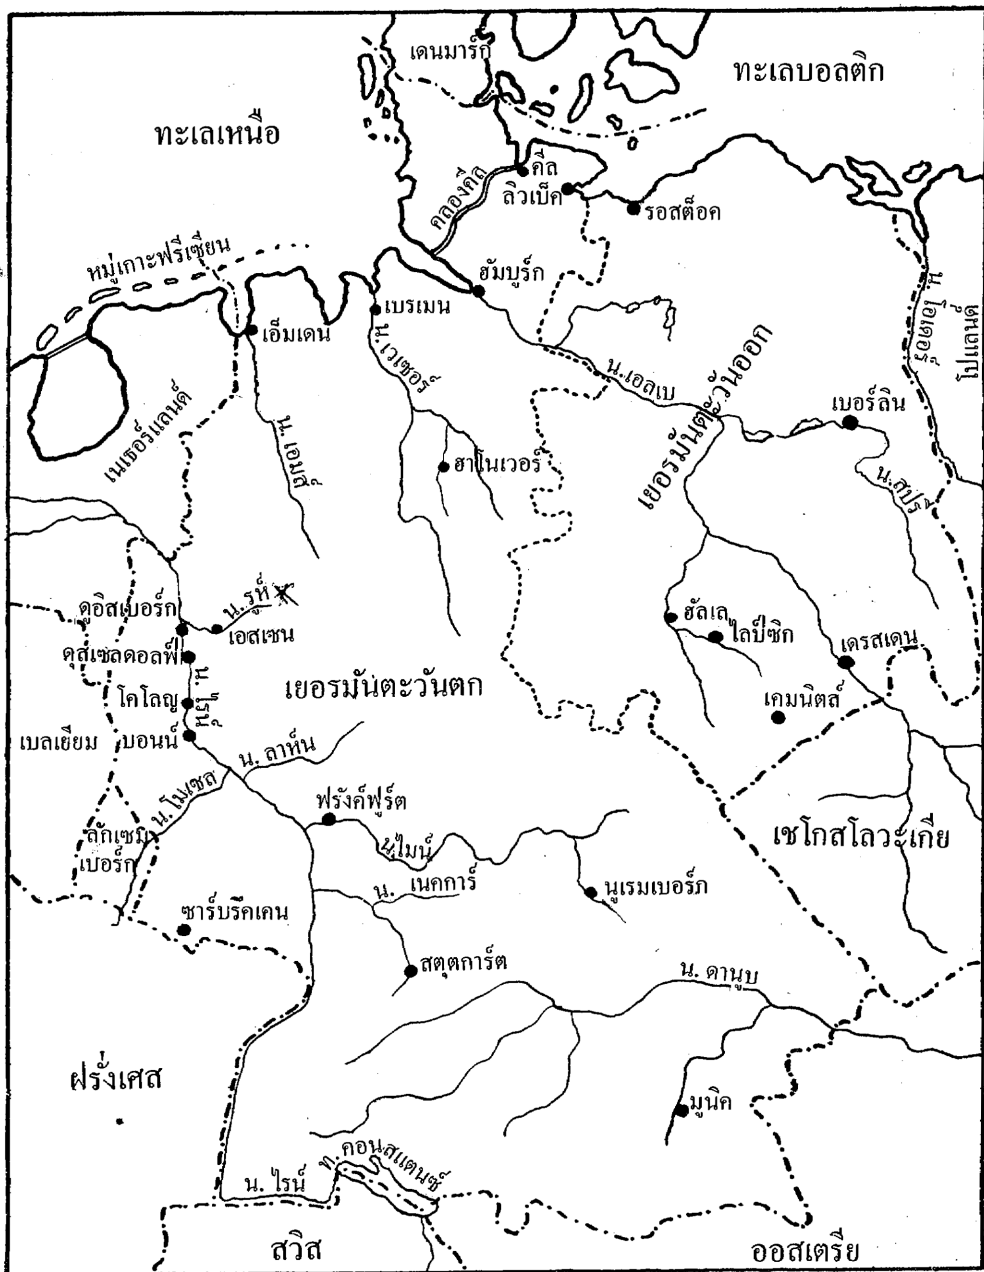 เดนมาร์ก
ทะเลบอลติก
ทะเลเหนือ
คีล
คลองคีล
ลิวเบ็ค
รอสต็อค
หมู่เกาะฟรีเซียน
ฮัมบูร์ก
เบรเมน
น. โอเดอร์
โปแลนด์
เอ็มเดน
น. เวเซอร์
น. เอลเบ
เยอรมันตะวันออก
เบอร์ลิน
เนเธอร์แลนด์
น. เอมส์
ฮาโนเวอร์
น. สปรี
น. รูห์
ดูอิสเบอร์ก
เอสเซน
ฮัลเล
ไลป์ซิก
ดุสเซลดอลฟ์
เดรสเดน
น. ไรน์
เยอรมันตะวันตก
โคโลญ
เคมนิตส์
เบลเยียม
บอนน์
น. ลาห์น
น. โมเซล
ฟรังค์ฟูร์ต
ลักเซม
เบอร์ก
น. ไมน์
เชโกสโลวะเกีย
น. เนคการ์
นูเรมเบอร์ก
ซาร์บรึคเคน
สตุตการ์ต
น. ดานูบ
ฝรั่งเศส
มูนิค
ท. คอนสแตนซ์
น. ไรน์
สวิส
ออสเตรีย